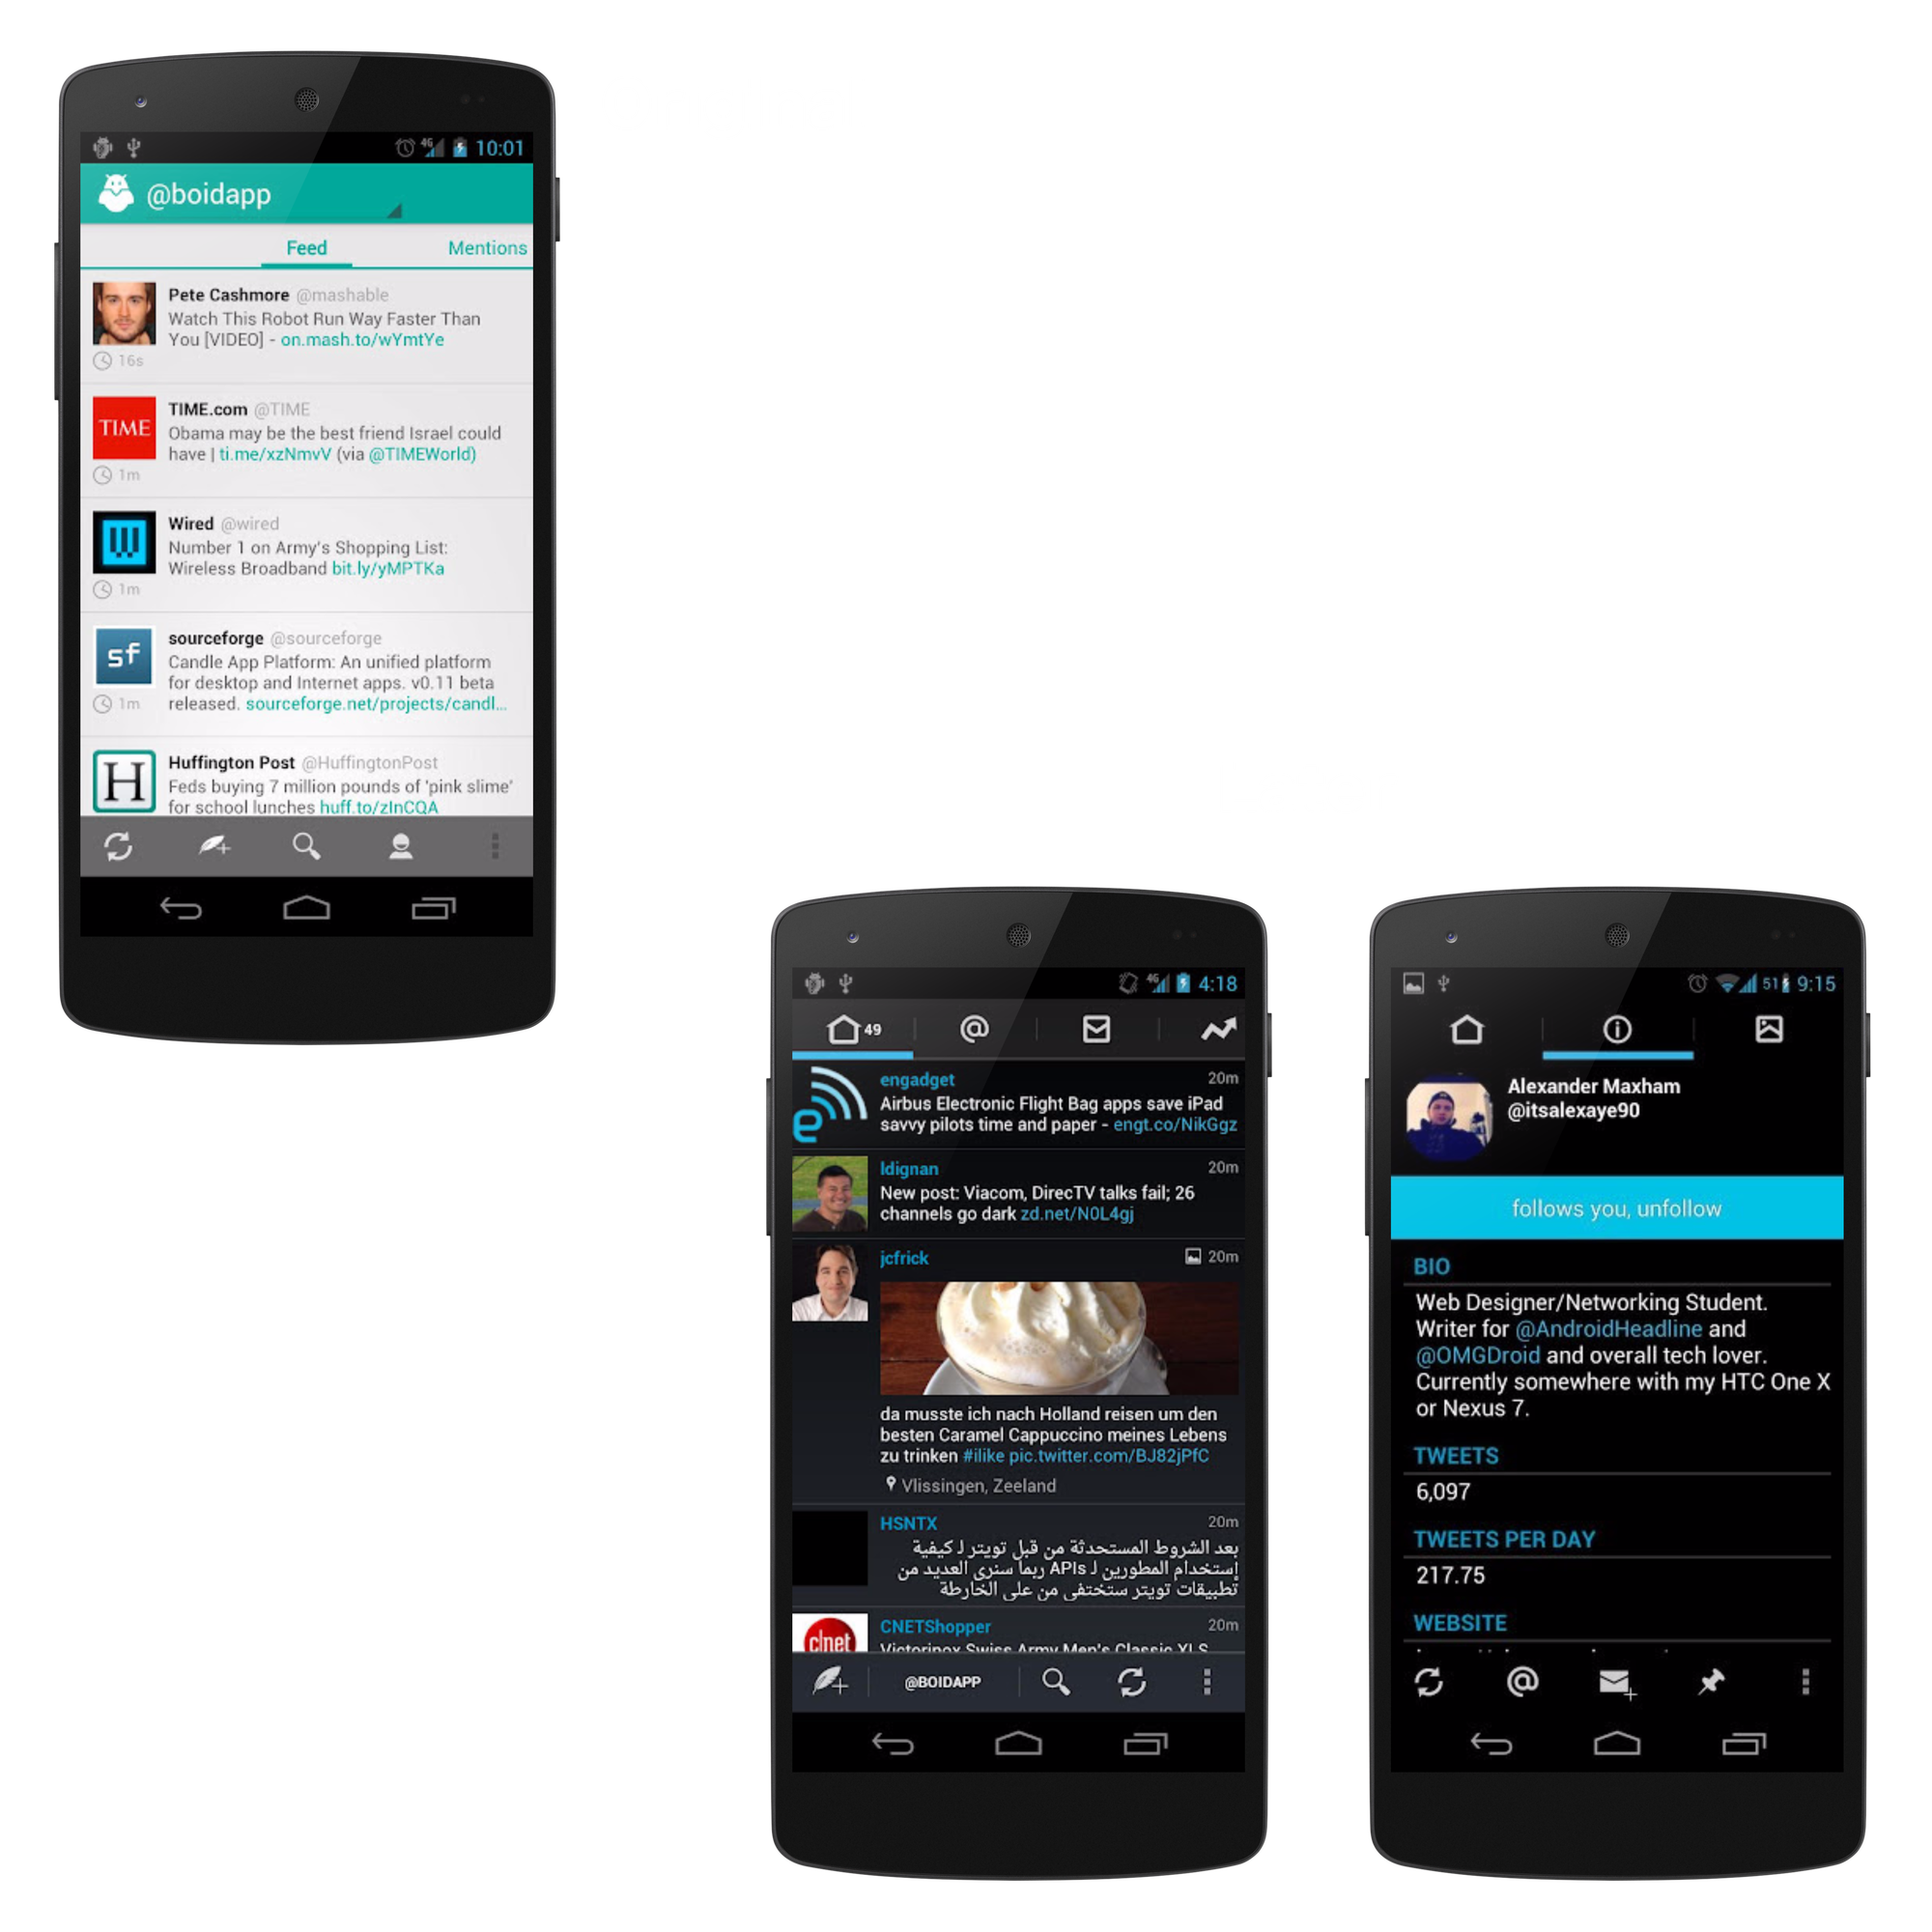 4G 10:01
@boidapp
Feed Mentions
Pete Cashmore @mashable
Watch This Robot Run Way Faster Than
You [VIDEO] - on.mash.to/wYmtYe
16s
TIME
TIME.com @TIME
Obama may be the best friend Israel could
have | ti.me/xzNmvV (via @TIMEWorld)
1m
W
Wired @wired
Number 1 on Army's Shopping List:
Wireless Broadband bit.ly/yMPTKa
1m
sf
sourceforge @sourceforge
Candle App Platform: An unified platform
for desktop and Internet apps. v0.11 beta
released. sourceforge.net/projects/candl...
1m
H
Huffington Post @HuffingtonPost
Feds buying 7 million pounds of 'pink slime'
for school lunches huff.to/zInCQA
4G 4:18
49 @
e
engadget 20m
Airbus Electronic Flight Bag apps save iPad
savvy pilots time and paper - engt.co/NikGgz
ldignan 20m
New post: Viacom, DirecTV talks fail; 26
channels go dark zd.net/N0L4gj
jcfrick 20m
da musste ich nach Holland reisen um den
besten Caramel Cappuccino meines Lebens
zu trinken #ilike pic.twitter.com/BJ82jPfC
Vlissingen, Zeeland
HSNTX 20m
بعد الشروط المستحدثة من قبل تويتر لـ كيفية
إستخدام المطورين لـ APIs ربما سنرى العديد من
تطبيقات تويتر ستختفي من على الخارطة
c|net
CNETShopper 20m
Victorinox Swiss Army Men's Classic XLS
@BOIDAPP
51 9:15
Alexander Maxham
@itsalexaye90
follows you, unfollow
BIO
Web Designer/Networking Student.
Writer for @AndroidHeadline and
@OMGDroid and overall tech lover.
Currently somewhere with my HTC One X
or Nexus 7.
TWEETS
6,097
TWEETS PER DAY
217.75
WEBSITE
@